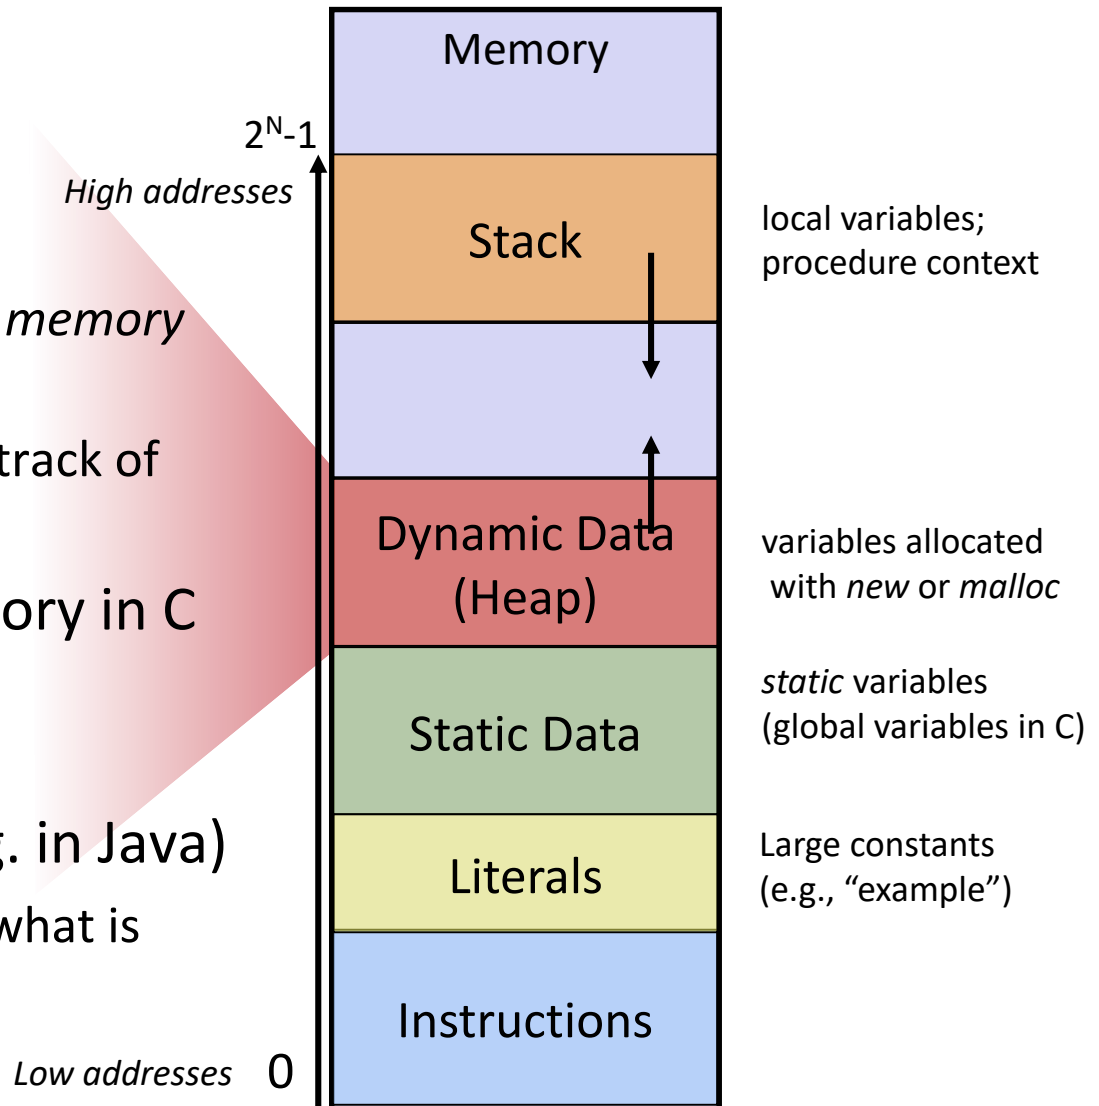 Memory
2ᴺ-1
High addresses
Stack
local variables;
procedure context
memory
track of
Dynamic Data
(Heap)
variables allocated
with new or malloc
ory in C
static variables
(global variables in C)
Static Data
. in Java)
Large constants
(e.g., “example”)
Literals
what is
Instructions
Low addresses 0